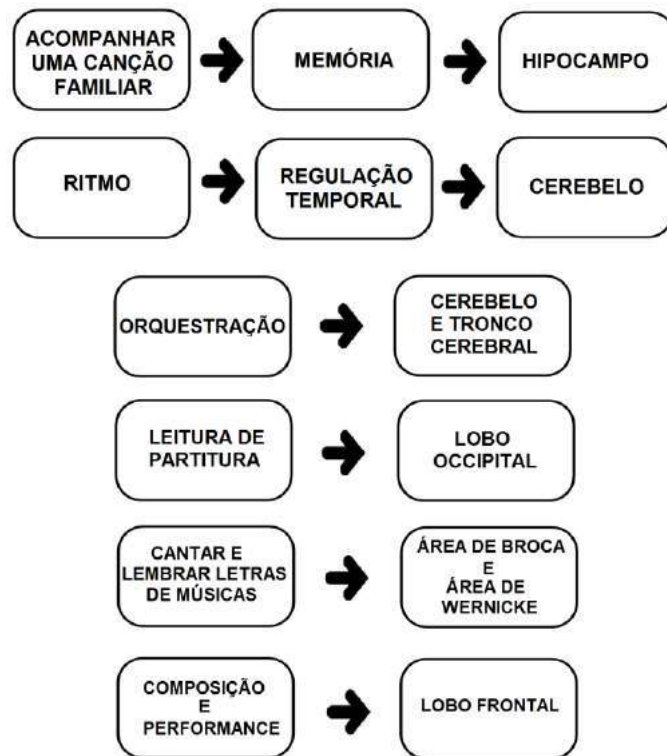 ACOMPANHAR
UMA CANÇÃO
FAMILIAR
MEMÓRIA
HIPOCAMPO
RITMO
REGULAÇÃO
TEMPORAL
CEREBELO
ORQUESTRAÇÃO
CEREBELO
E TRONCO
CEREBRAL
LEITURA DE
PARTITURA
LOBO
OCCIPITAL
CANTAR E
LEMBRAR LETRAS
DE MÚSICAS
ÁREA DE BROCA
E
ÁREA DE
WERNICKE
COMPOSIÇÃO
E
PERFORMANCE
LOBO FRONTAL